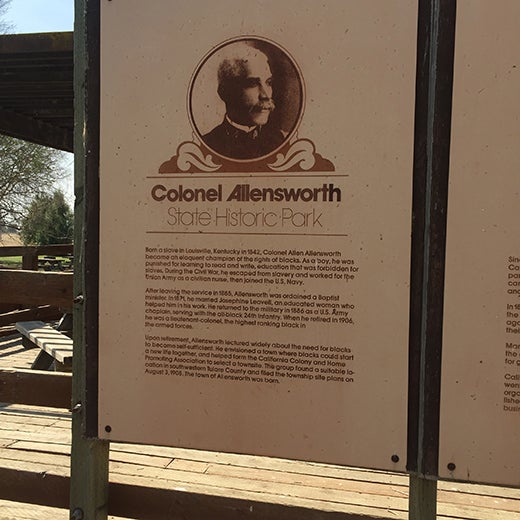 Colonel Allensworth
State Historic Park
Born a slave in Louisville, Kentucky in 1842, Colonel Allen Allensworth
became an eloquent champion of the rights of blacks. As a boy, he was
punished for learning to read and write, education that was forbidden for
slaves. During the Civil War, he escaped from slavery and worked for the
Union Army as a civilian nurse, then joined the U.S. Navy.
After leaving the service in 1865, Allensworth was ordained a Baptist
minister. In 1871, he married Josephine Leavell, an educated woman who
helped him in his work. He returned to the military in 1886 as a U.S. Army
chaplain, serving with the all-black 24th Infantry. When he retired in 1906,
he was a lieutenant-colonel, the highest ranking black in
the armed forces.
Upon retirement, Allensworth lectured widely about the need for blacks
to become self-sufficient. He envisioned a town where blacks could start
a new life together, and helped form the California Colony and Home
Promoting Association to select a townsite. This group found a suitable lo-
cation in southwestern Tulare County and filed the township site plans on
August 3, 1908. The town of Allensworth was born.